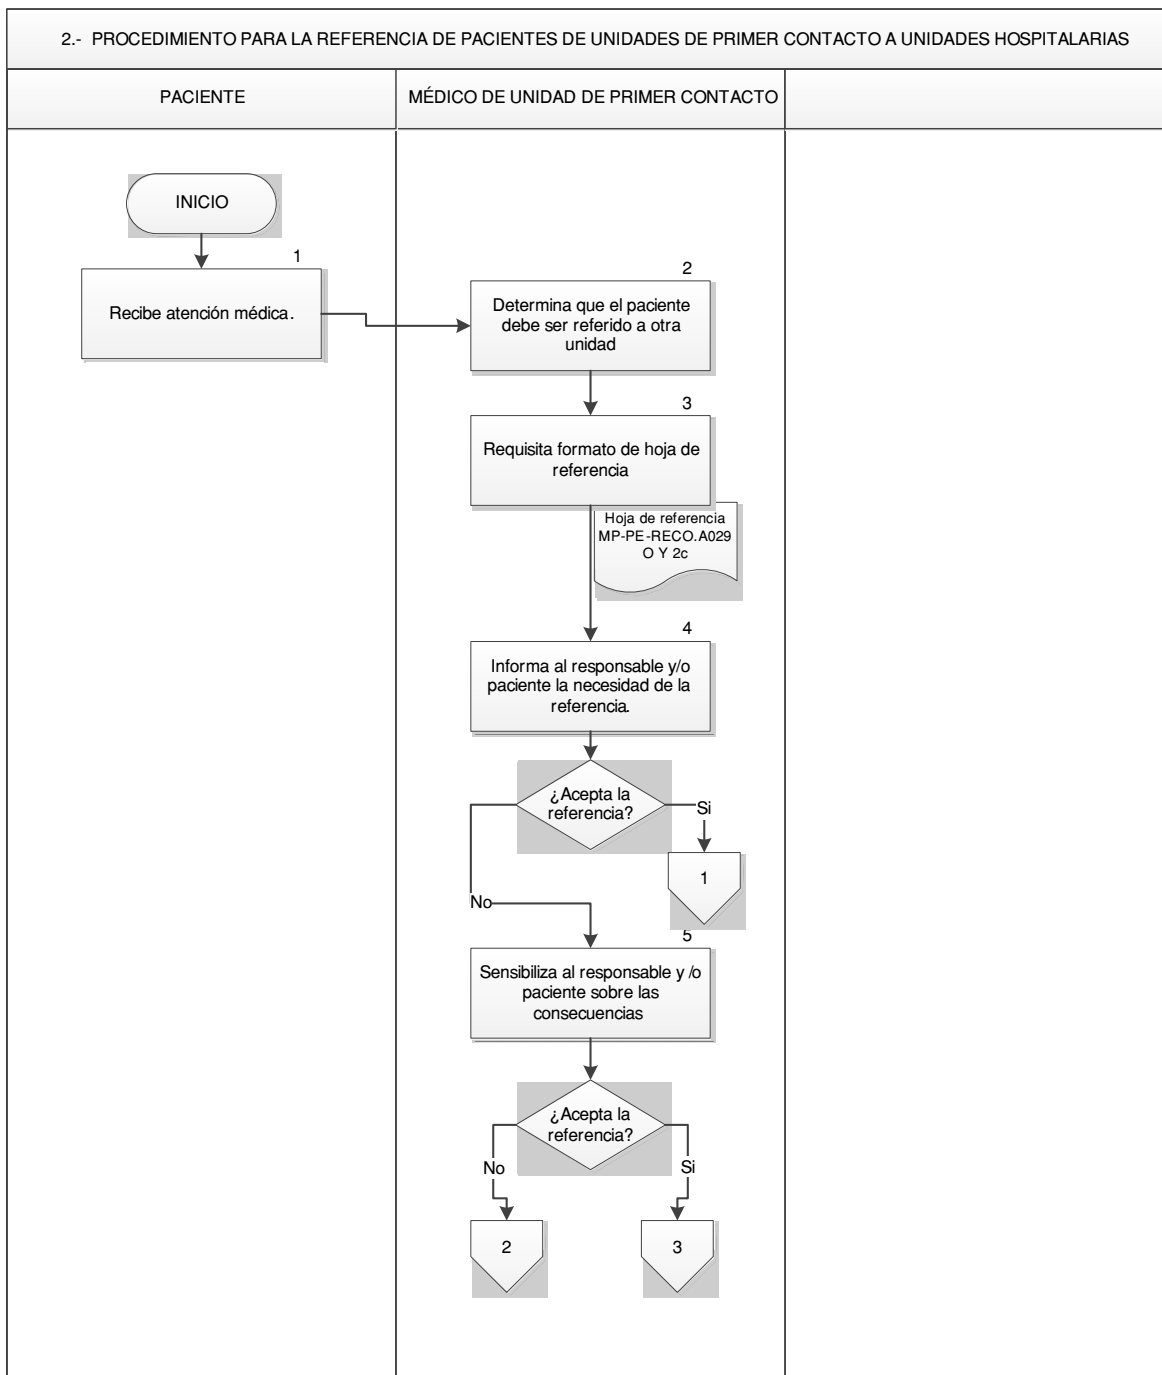 2.- PROCEDIMIENTO PARA LA REFERENCIA DE PACIENTES DE UNIDADES DE PRIMER CONTACTO A UNIDADES HOSPITALARIAS
PACIENTE
MÉDICO DE UNIDAD DE PRIMER CONTACTO
INICIO
1
Recibe atención médica.
2
Determina que el paciente
debe ser referido a otra
unidad
3
Requisita formato de hoja de
referencia
Hoja de referencia
MP-PE-RECO.A029
O Y 2c
4
Informa al responsable y/o
paciente la necesidad de la
referencia.
¿Acepta la
referencia?
Si
1
No
5
Sensibiliza al responsable y /o
paciente sobre las
consecuencias
¿Acepta la
referencia?
No
Si
2
3